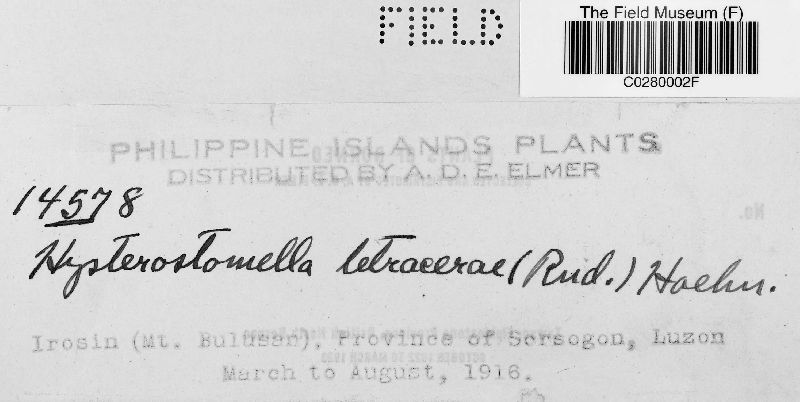 FIELD
The Field Museum (F)
C0280002F
PHILIPPINE ISLANDS PLANTS
DISTRIBUTED BY A. D. E. ELMER
14578
Hysterostomella tetracerae (Rud.) Hoehn.
Irosin (Mt. Bulusan), Province of Sorsogon, Luzon
March to August, 1916.